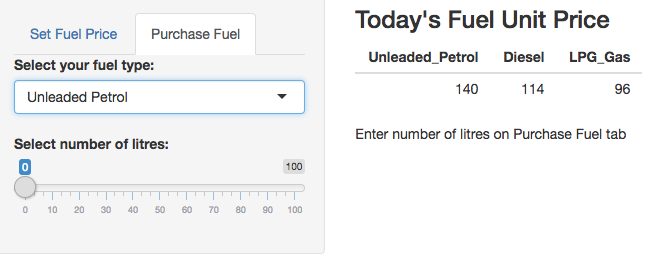 Set Fuel Price Purchase Fuel
Select your fuel type:
Unleaded Petrol
Select number of litres:
0 100
0 10 20 30 40 50 60 70 80 90 100
Today's Fuel Unit Price
Unleaded_Petrol Diesel LPG_Gas
140 114 96
Enter number of litres on Purchase Fuel tab